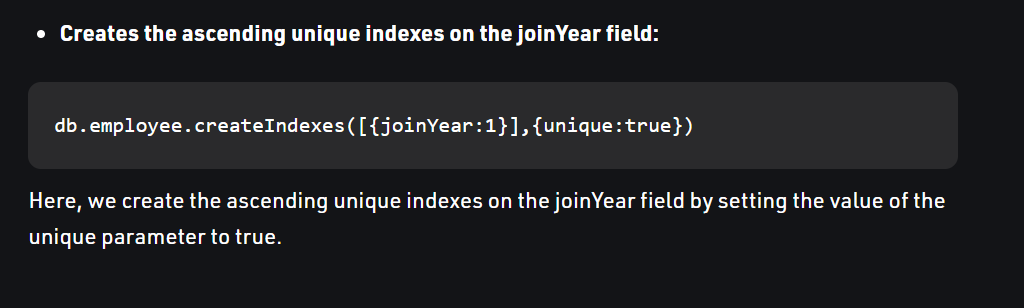 Creates the ascending unique indexes on the joinYear field:
db.employee.createIndexes([{joinYear:1}],{unique:true})
Here, we create the ascending unique indexes on the joinYear field by setting the value of the
unique parameter to true.